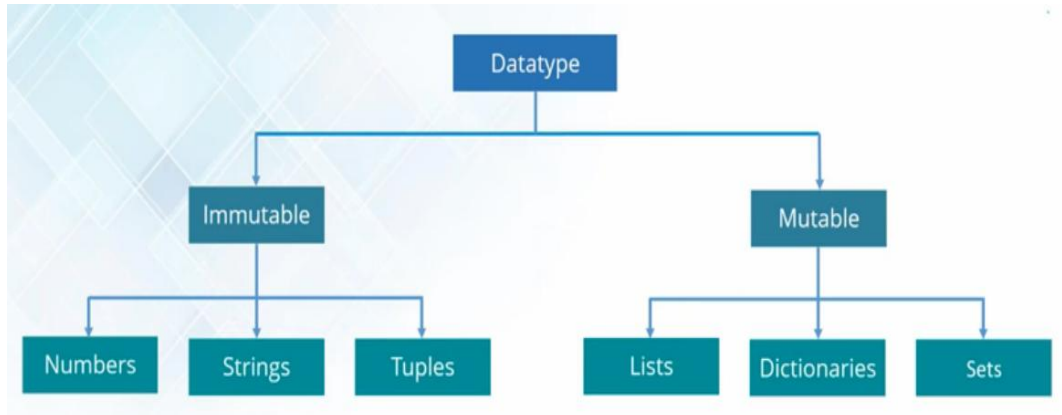 Datatype
Immutable
Mutable
Numbers
Strings
Tuples
Lists
Dictionaries
Sets